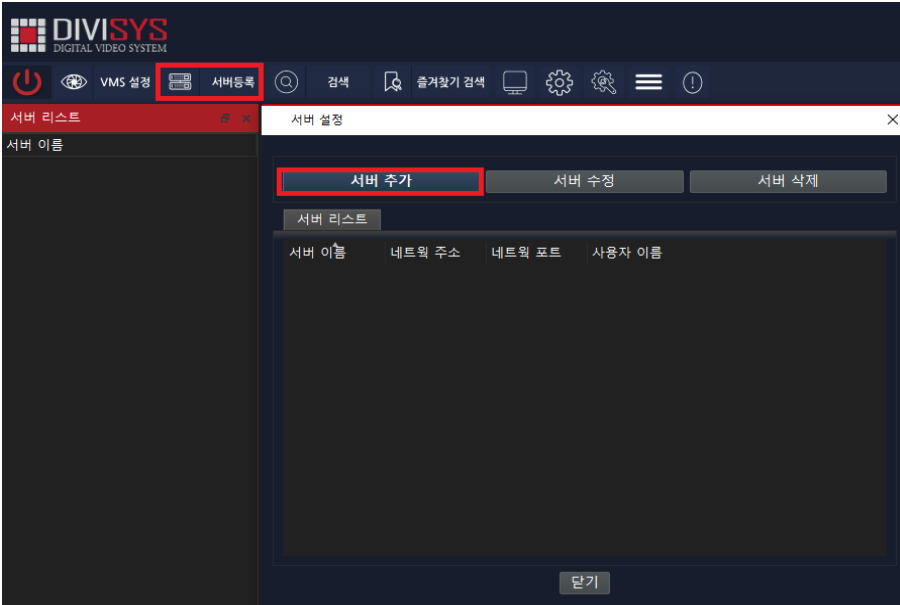 DIVISYS
DIGITAL VIDEO SYSTEM
VMS 설정 서버등록 검색 즐겨찾기 검색
서버 리스트
서버 이름
서버 설정
서버 추가 서버 수정 서버 삭제
서버 리스트
서버 이름 네트웍 주소 네트웍 포트 사용자 이름
닫기